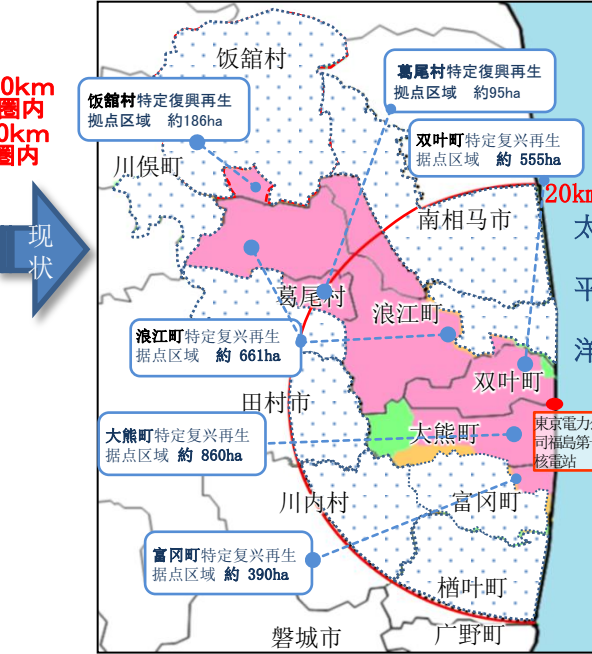 0km
圏内
0km
圏内
现
状
饭舘村
葛尾村特定復興再生
拠点区域 約95ha
饭舘村特定復興再生
拠点区域 約186ha
双叶町特定复兴再生
据点区域 约 555ha
川俣町
20km
南相马市
太
平
洋
葛尾村
浪江町
浪江町特定复兴再生
据点区域 約 661ha
双叶町
田村市
大熊町特定复兴再生
据点区域 约 860ha
大熊町
東京電力公
司福島第一
核電站
川内村
富冈町
富冈町特定复兴再生
据点区域 約 390ha
楢叶町
磐城市
广野町